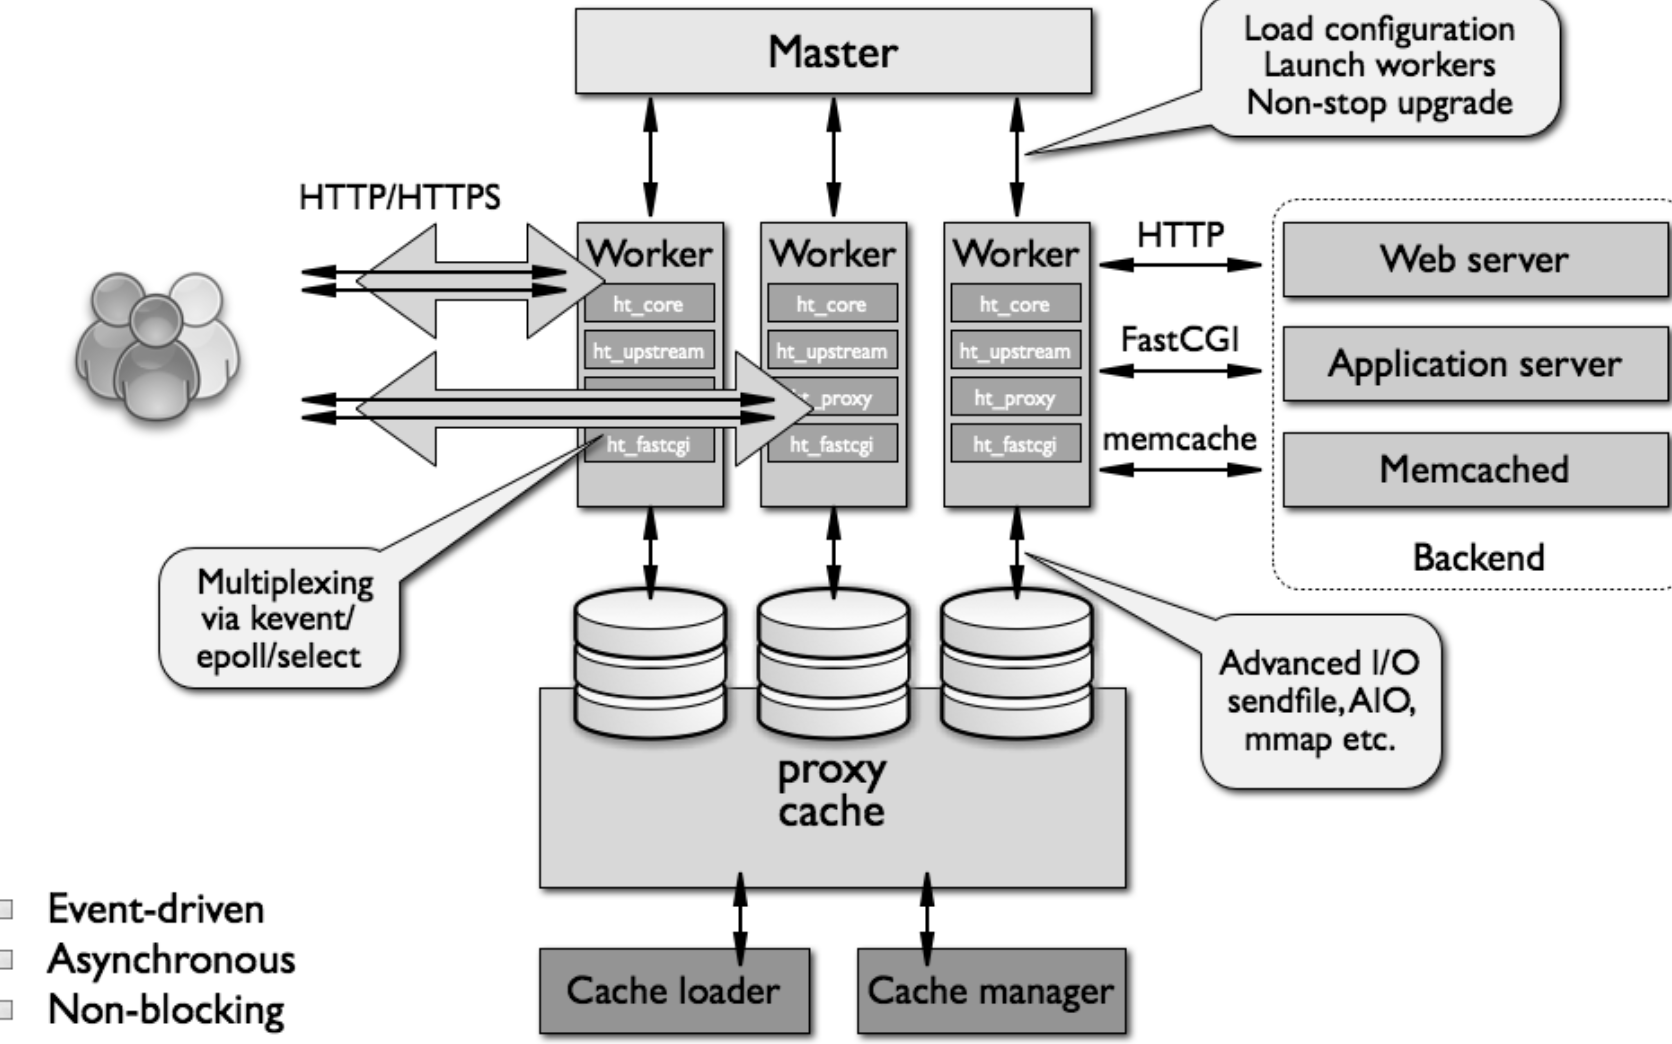 Master
Load configuration
Launch workers
Non-stop upgrade
HTTP/HTTPS
Worker
ht_core
ht_upstream
ht_fastcgi
Worker
ht_core
ht_upstream
ht_proxy
ht_fastcgi
Worker
ht_core
ht_upstream
ht_proxy
ht_fastcgi
HTTP
FastCGI
memcache
Web server
Application server
Memcached
Backend
Multiplexing
via kevent/
epoll/select
Advanced I/O
sendfile, AIO,
mmap etc.
proxy
cache
Cache loader
Cache manager
Event-driven
Asynchronous
Non-blocking